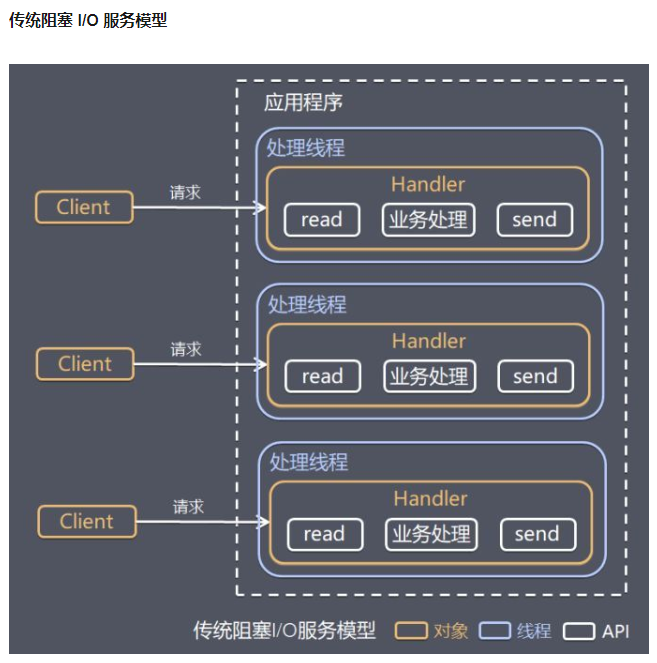 传统阻塞 I/O 服务模型
应用程序
处理线程
Handler
Client
请求
read
业务处理
send
处理线程
Handler
Client
请求
read
业务处理
send
处理线程
Handler
Client
请求
read
业务处理
send
传统阻塞I/O服务模型 对象 线程 API